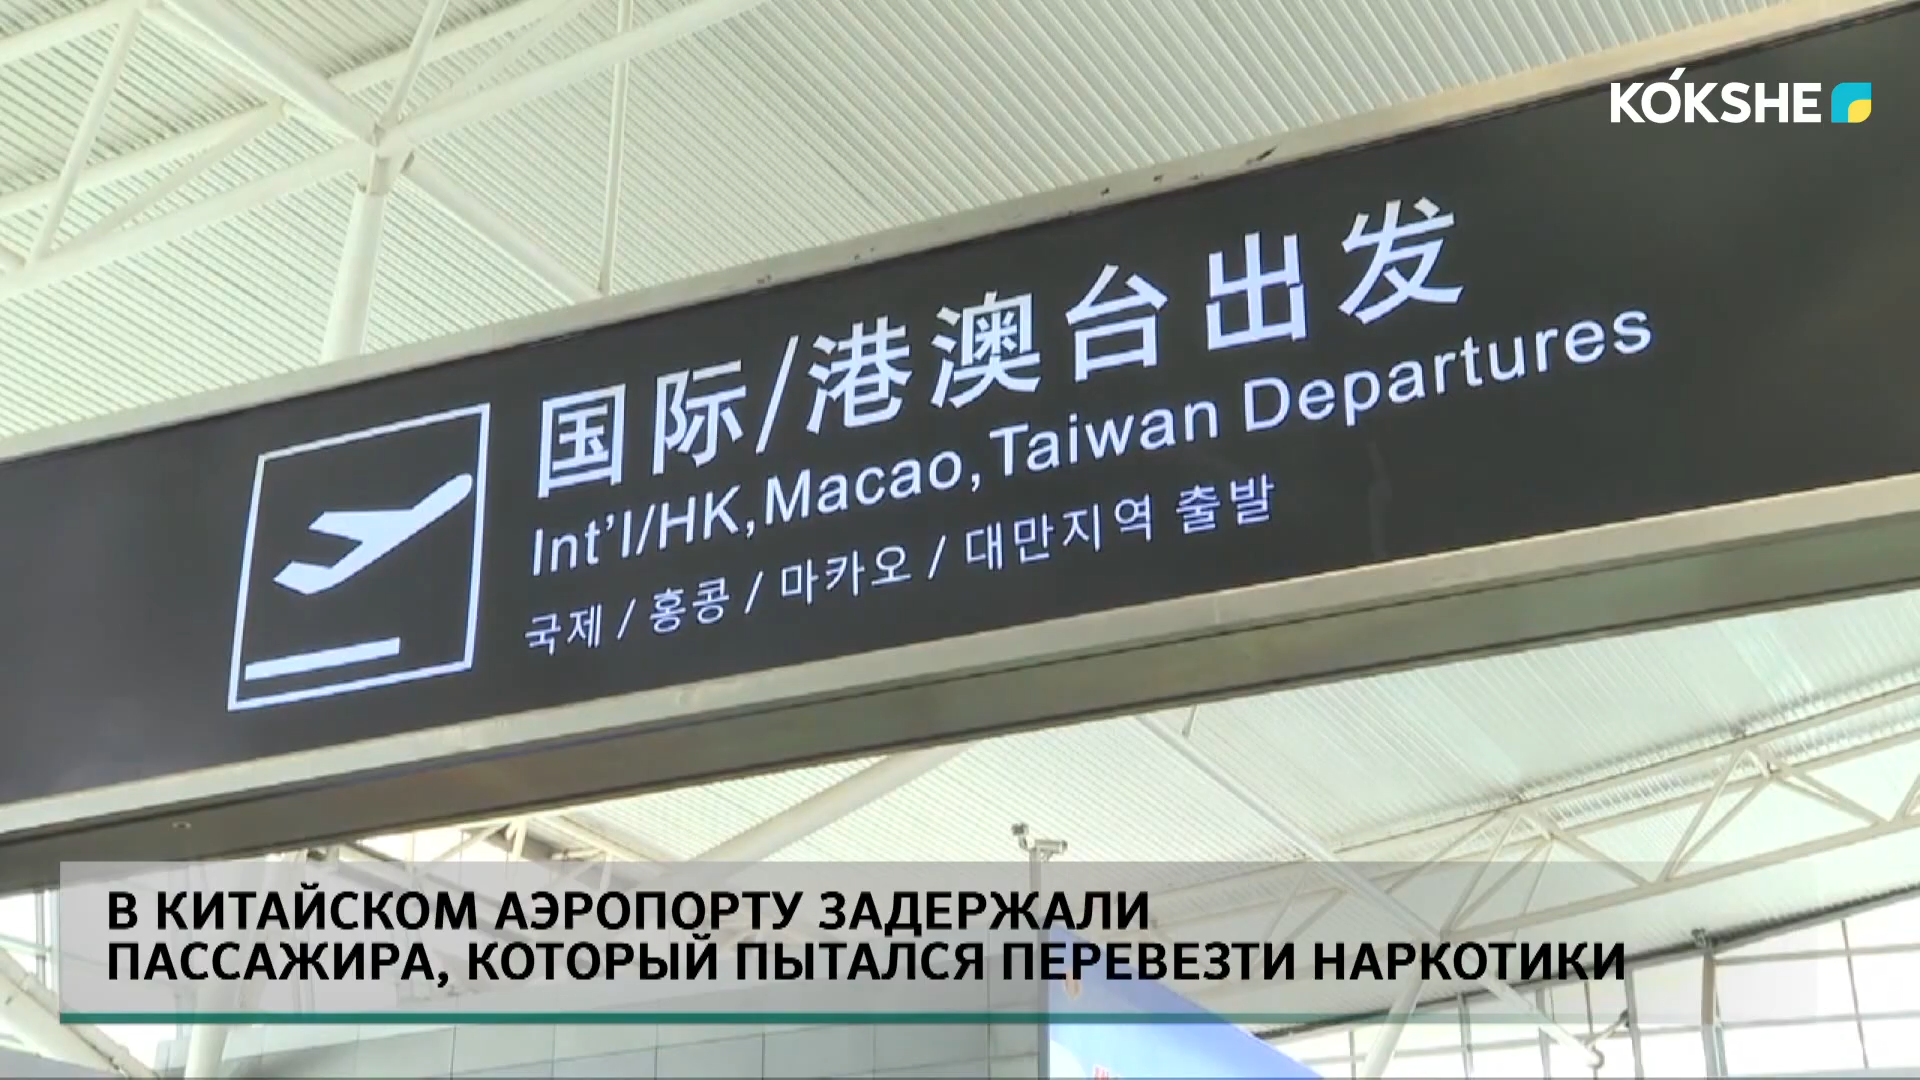 KÓKSHE
国际/港澳台出发
Int'l/HK,Macao,Taiwan Departures
국제 / 홍콩 / 마카오 / 대만지역 출발
В КИТАЙСКОМ АЭРОПОРТУ ЗАДЕРЖАЛИ
ПАССАЖИРА, КОТОРЫЙ ПЫТАЛСЯ ПЕРЕВЕЗТИ НАРКОТИКИ